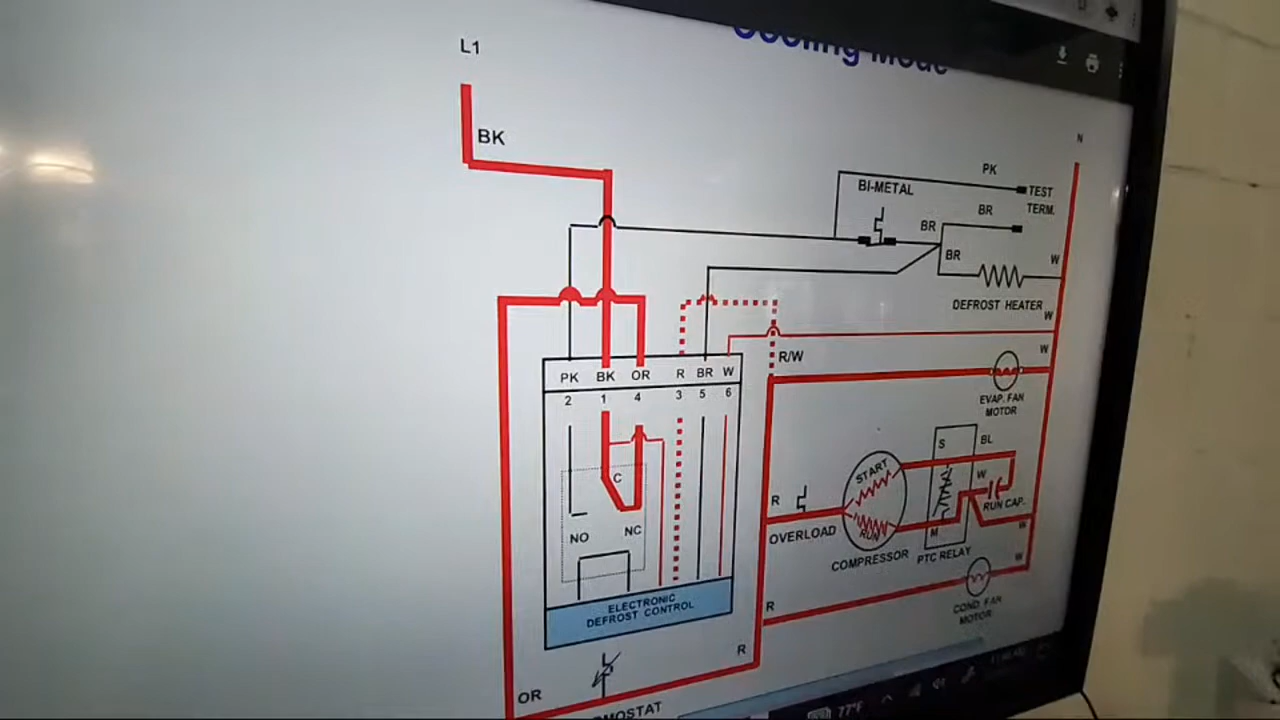 Cooling Mode
L1
BK
N
PK
BI-METAL
TEST
TERM.
BR
BR
BR
W
DEFROST HEATER
W
R/W
W
PK BK OR R BR W
2 1 4 3 5 6
EVAP. FAN
MOTOR
S
BL
START
C
W
R
RUN CAP.
NO
NC
OVERLOAD
RUN
M
W
COMPRESSOR
PTC RELAY
W
ELECTRONIC
DEFROST CONTROL
R
COND. FAN
MOTOR
R
OR
77°F